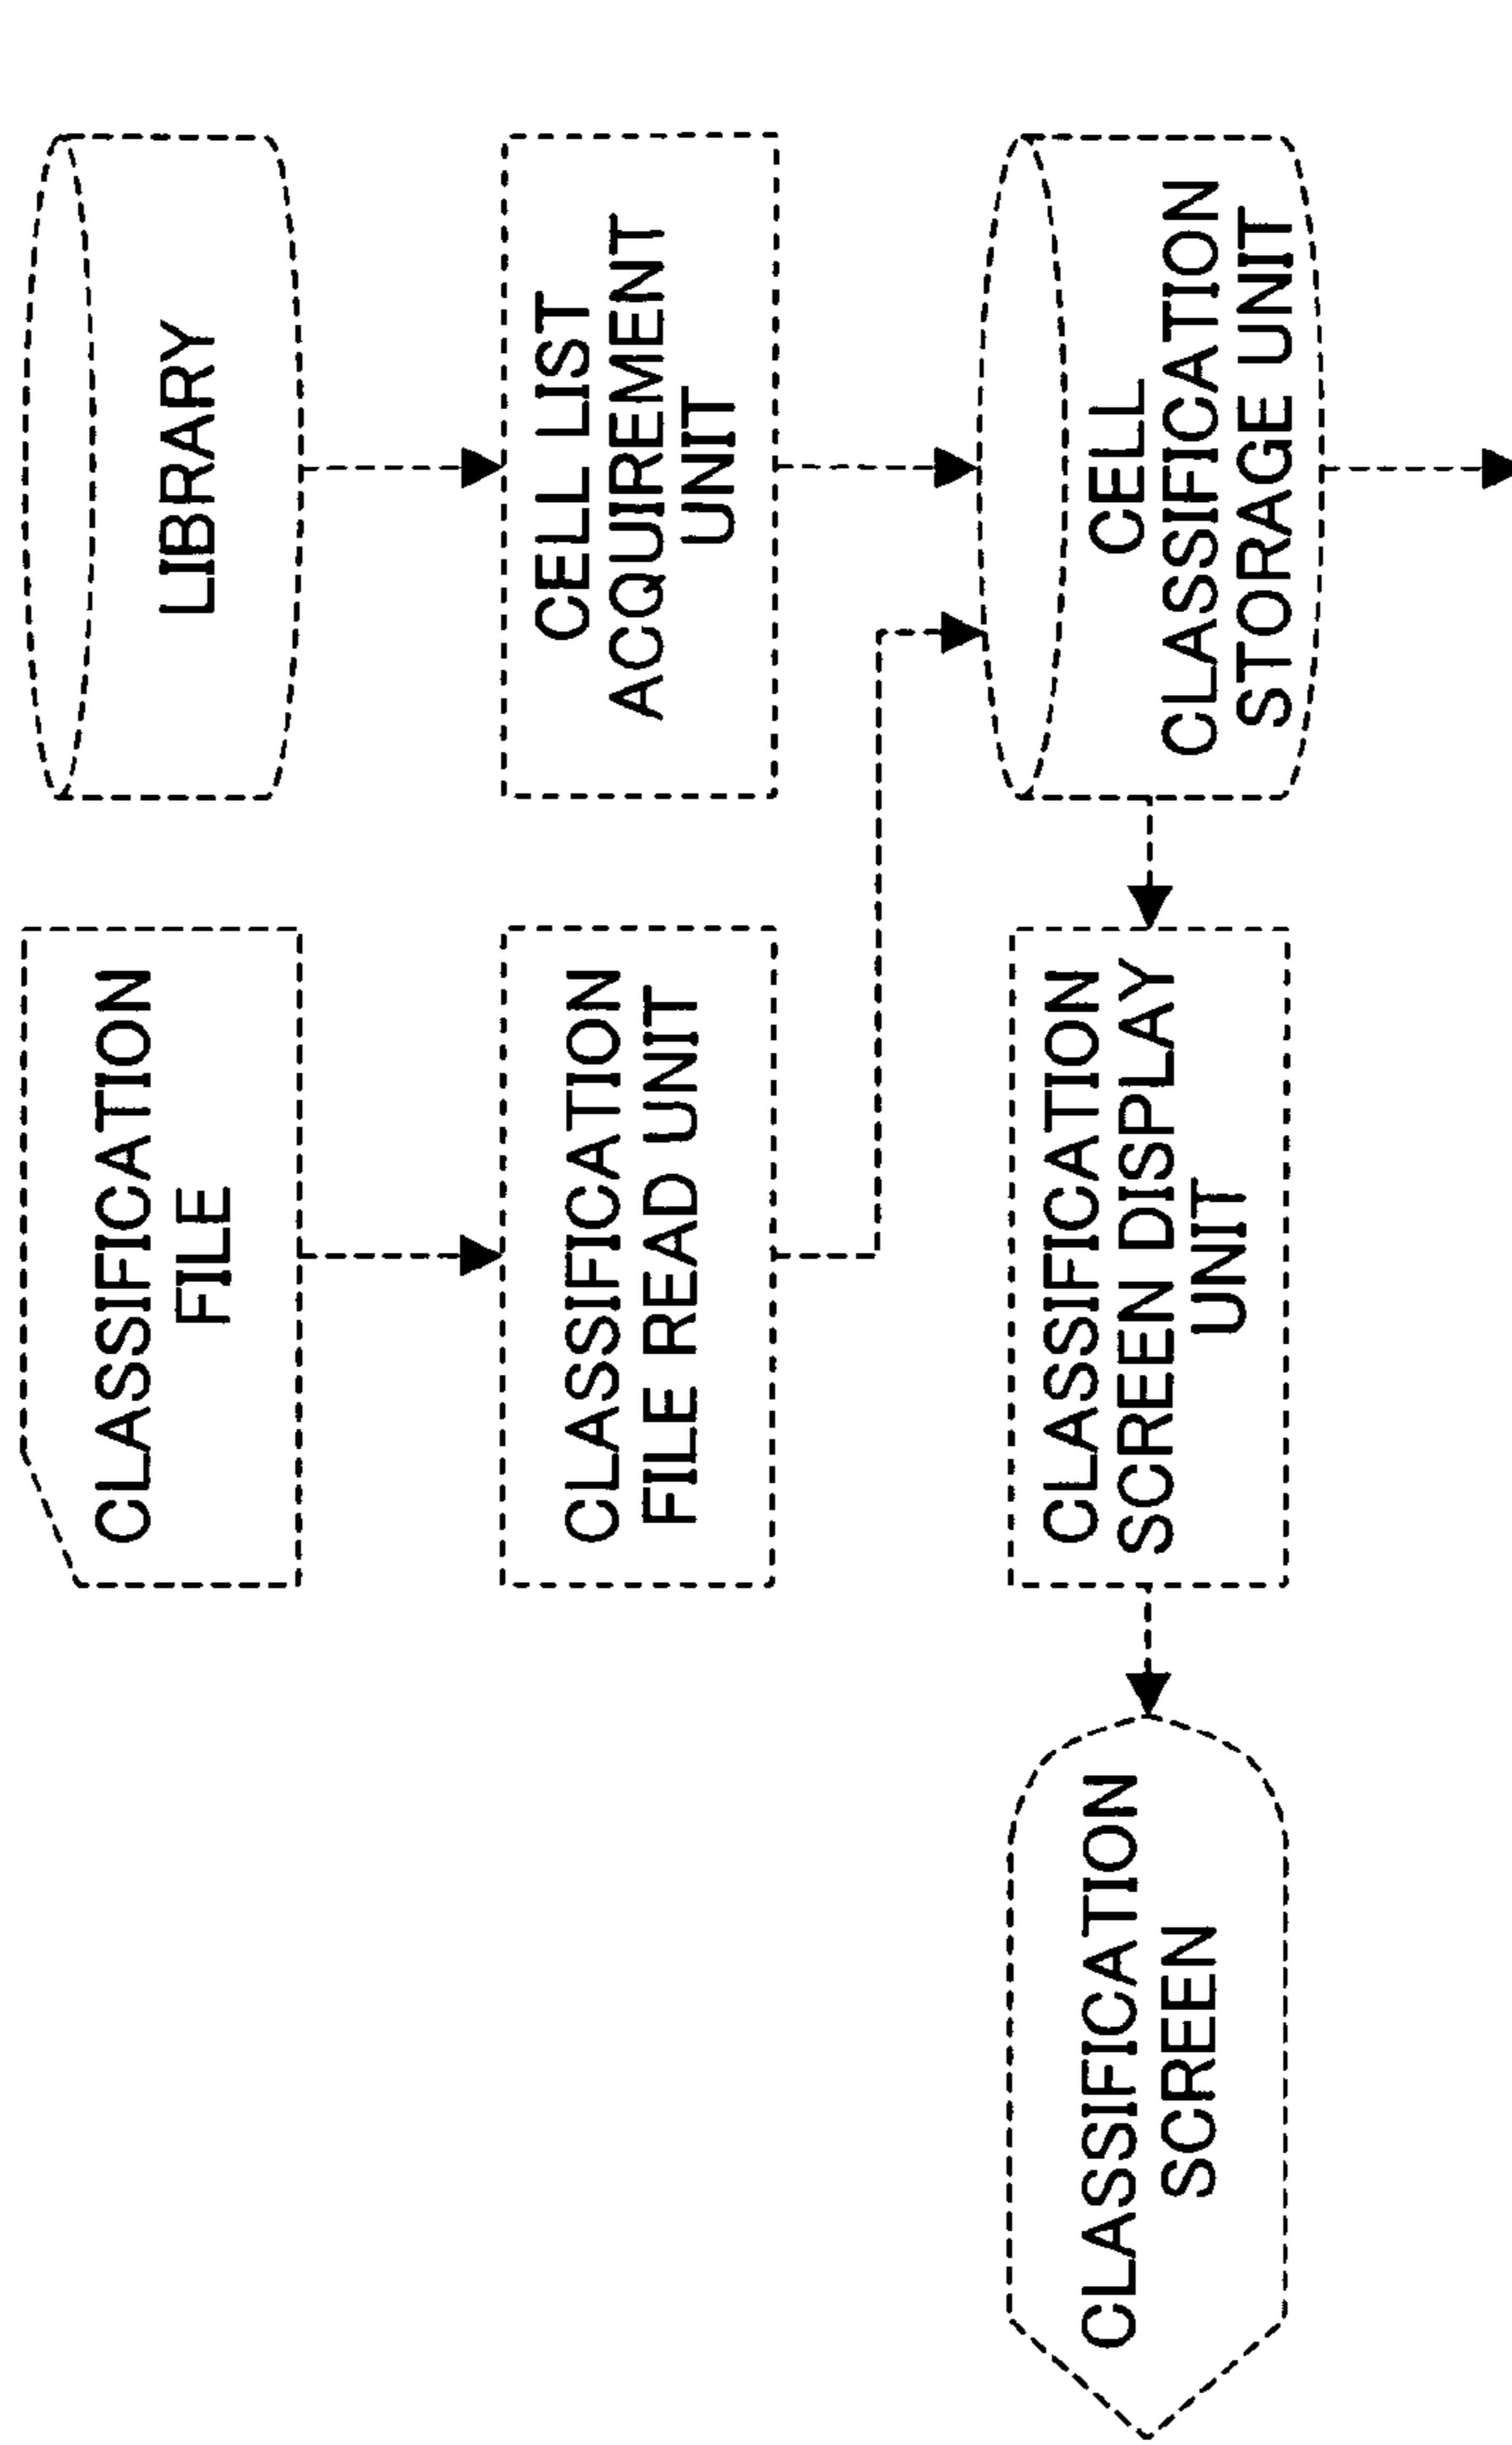 LIBRARY
CELL LIST
ACQUIREMENT
UNIT
CELL
CLASSIFICATION
STORAGE UNIT
CLASSIFICATION
FILE
CLASSIFICATION
FILE READ UNIT
CLASSIFICATION
SCREEN DISPLAY
UNIT
CLASSIFICATION
SCREEN